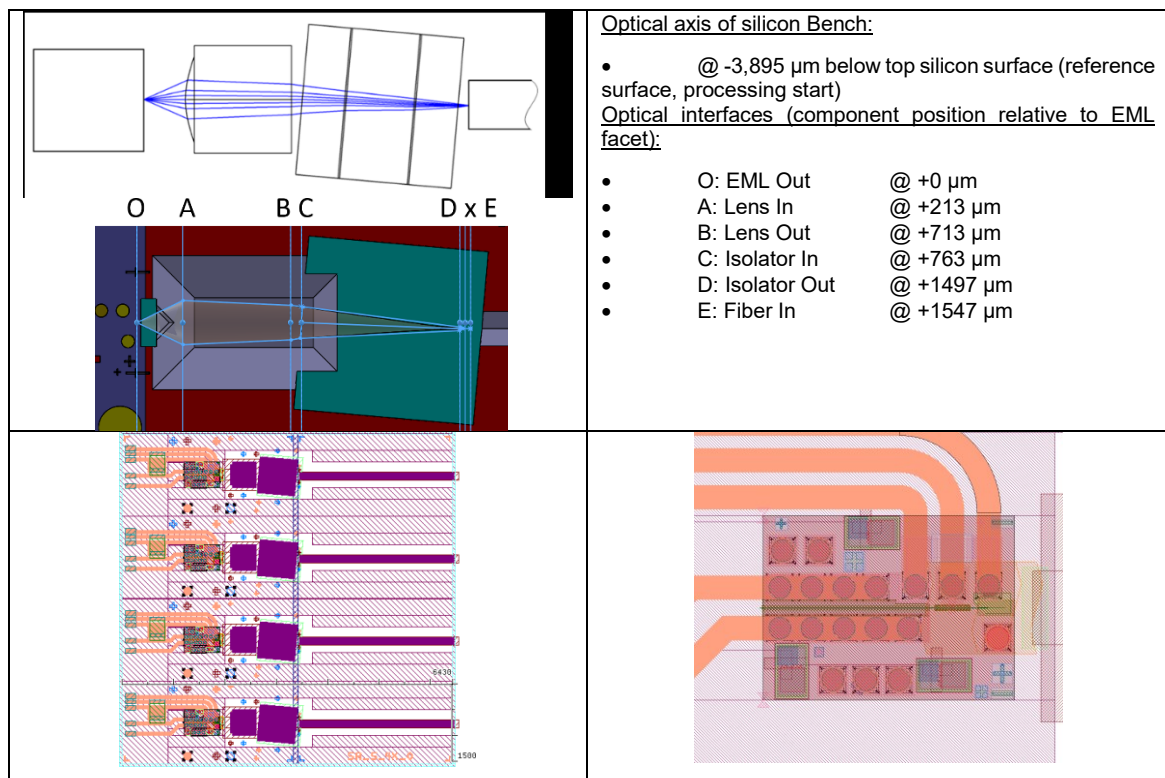 Optical axis of silicon Bench:
• @ -3,895 µm below top silicon surface (reference
surface, processing start)
Optical interfaces (component position relative to EML
facet):
• O: EML Out @ +0 µm
• A: Lens In @ +213 µm
• B: Lens Out @ +713 µm
• C: Isolator In @ +763 µm
• D: Isolator Out @ +1497 µm
• E: Fiber In @ +1547 µm
O A B C D x E
6430
1500